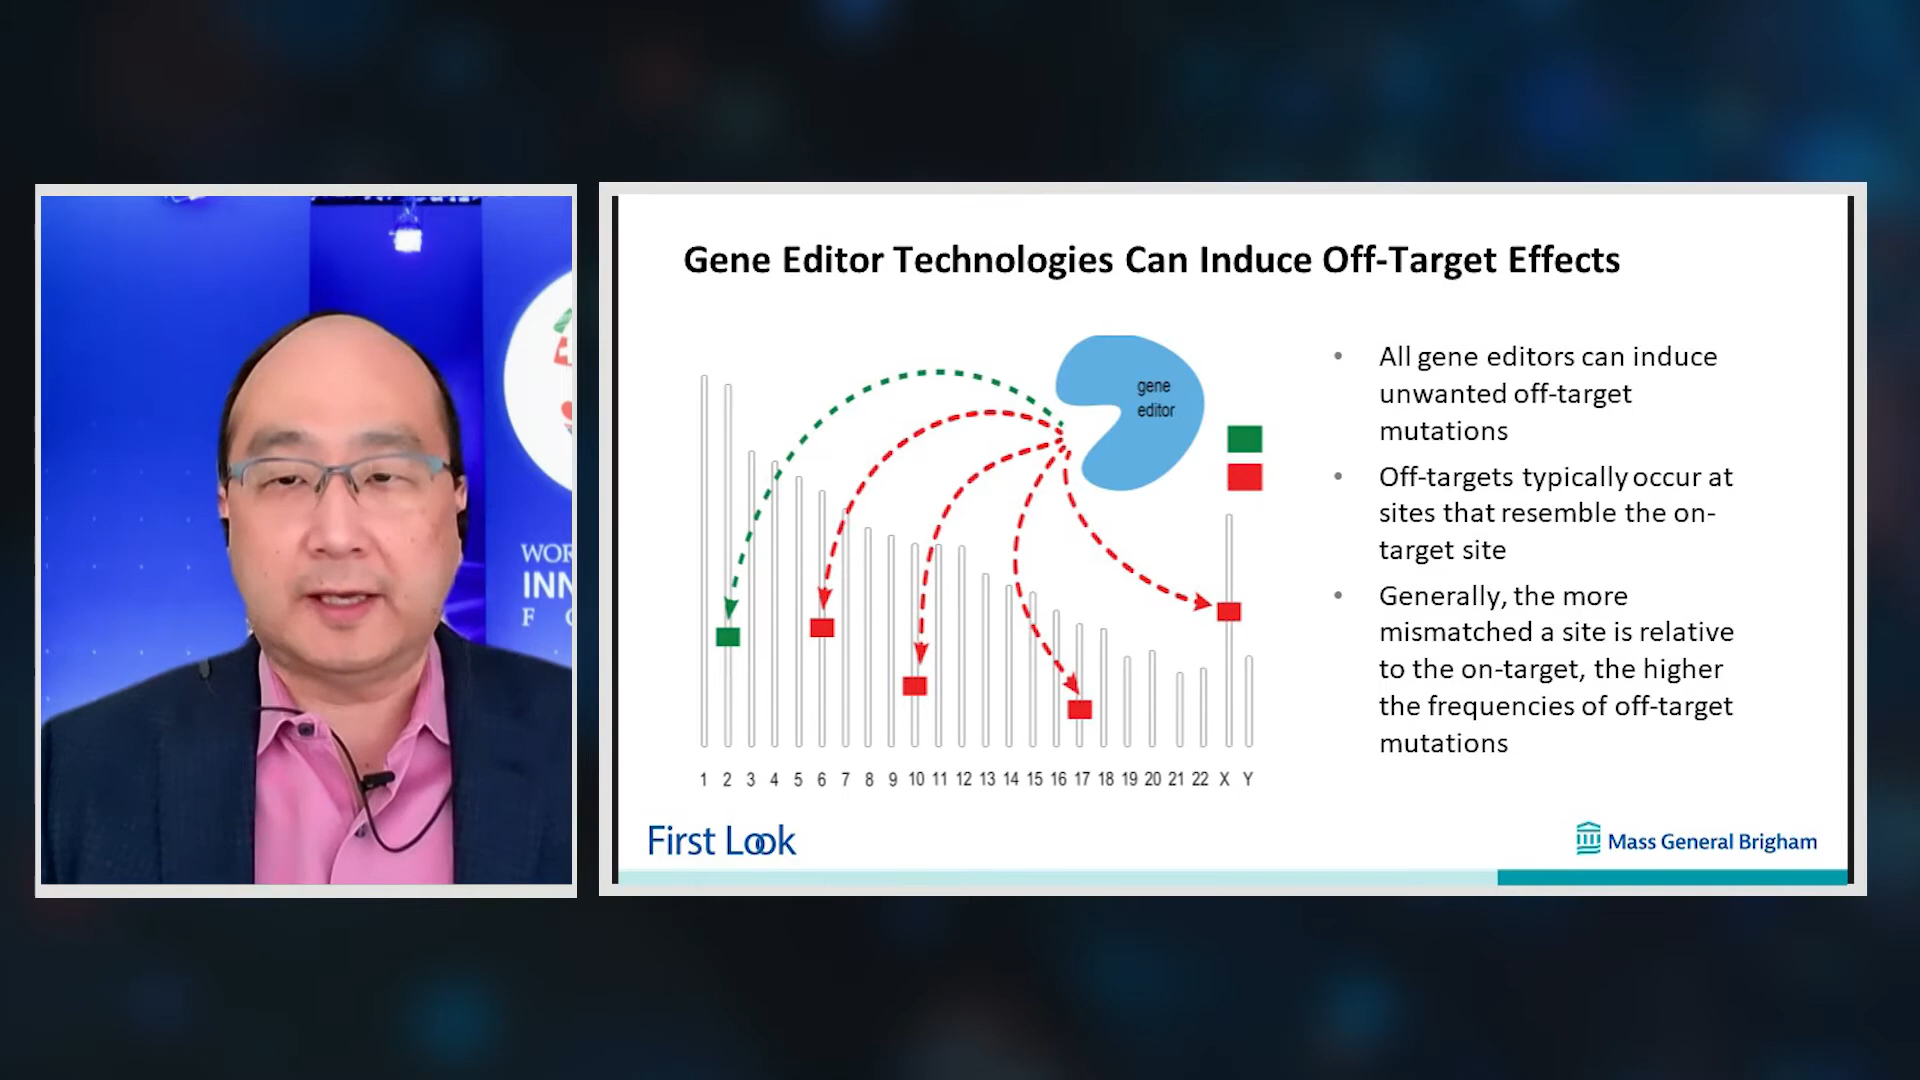 WOR
INN
F O
Gene Editor Technologies Can Induce Off-Target Effects
gene
editor
1 2 3 4 5 6 7 8 9 10 11 12 13 14 15 16 17 18 19 20 21 22 X Y
• All gene editors can induce
unwanted off-target
mutations
• Off-targets typically occur at
sites that resemble the on-
target site
• Generally, the more
mismatched a site is relative
to the on-target, the higher
the frequencies of off-target
mutations
First Look
Mass General Brigham